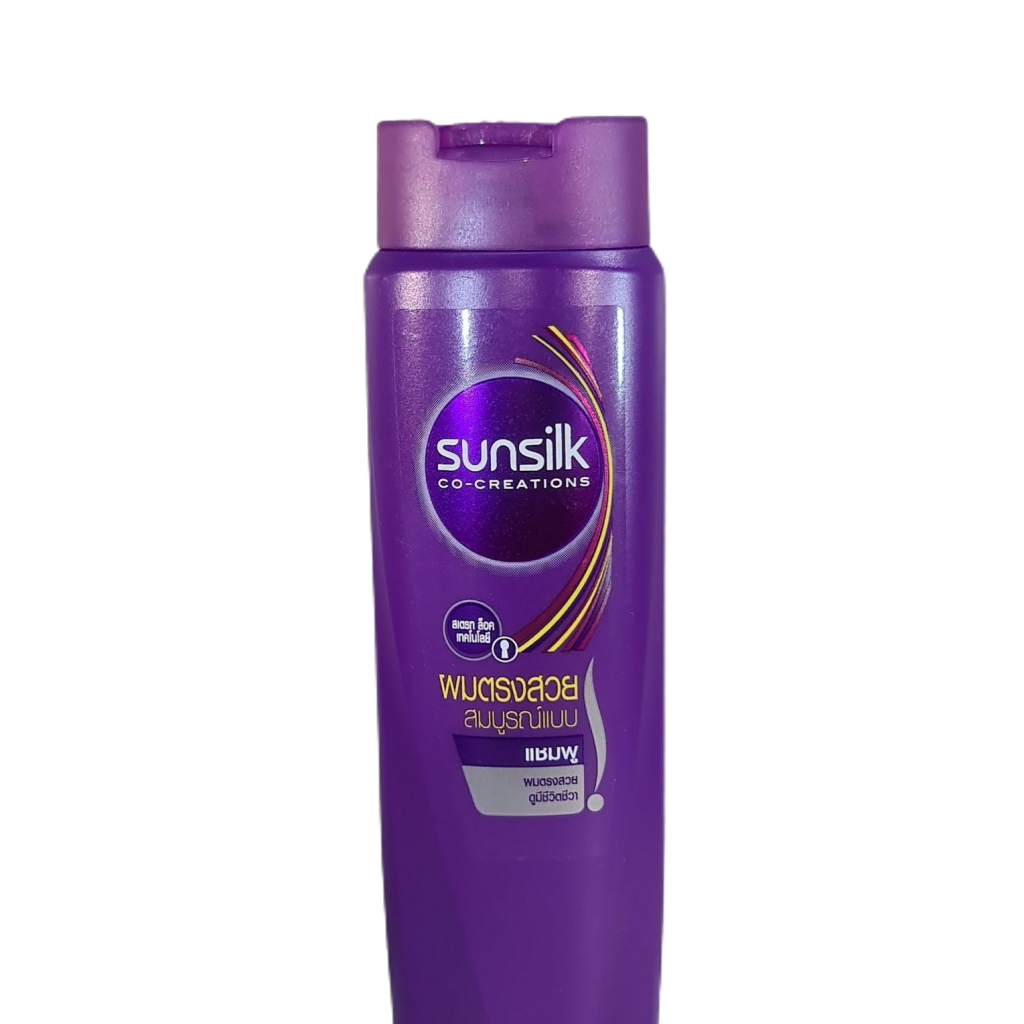 sunsilk
CO-CREATIONS
สเตรท ล็อค
เทคโนโลยี
ผมตรงสวย
สมบูรณ์แบบ
แชมพู
ผมตรงสวย
ดูมีชีวิตชีวา